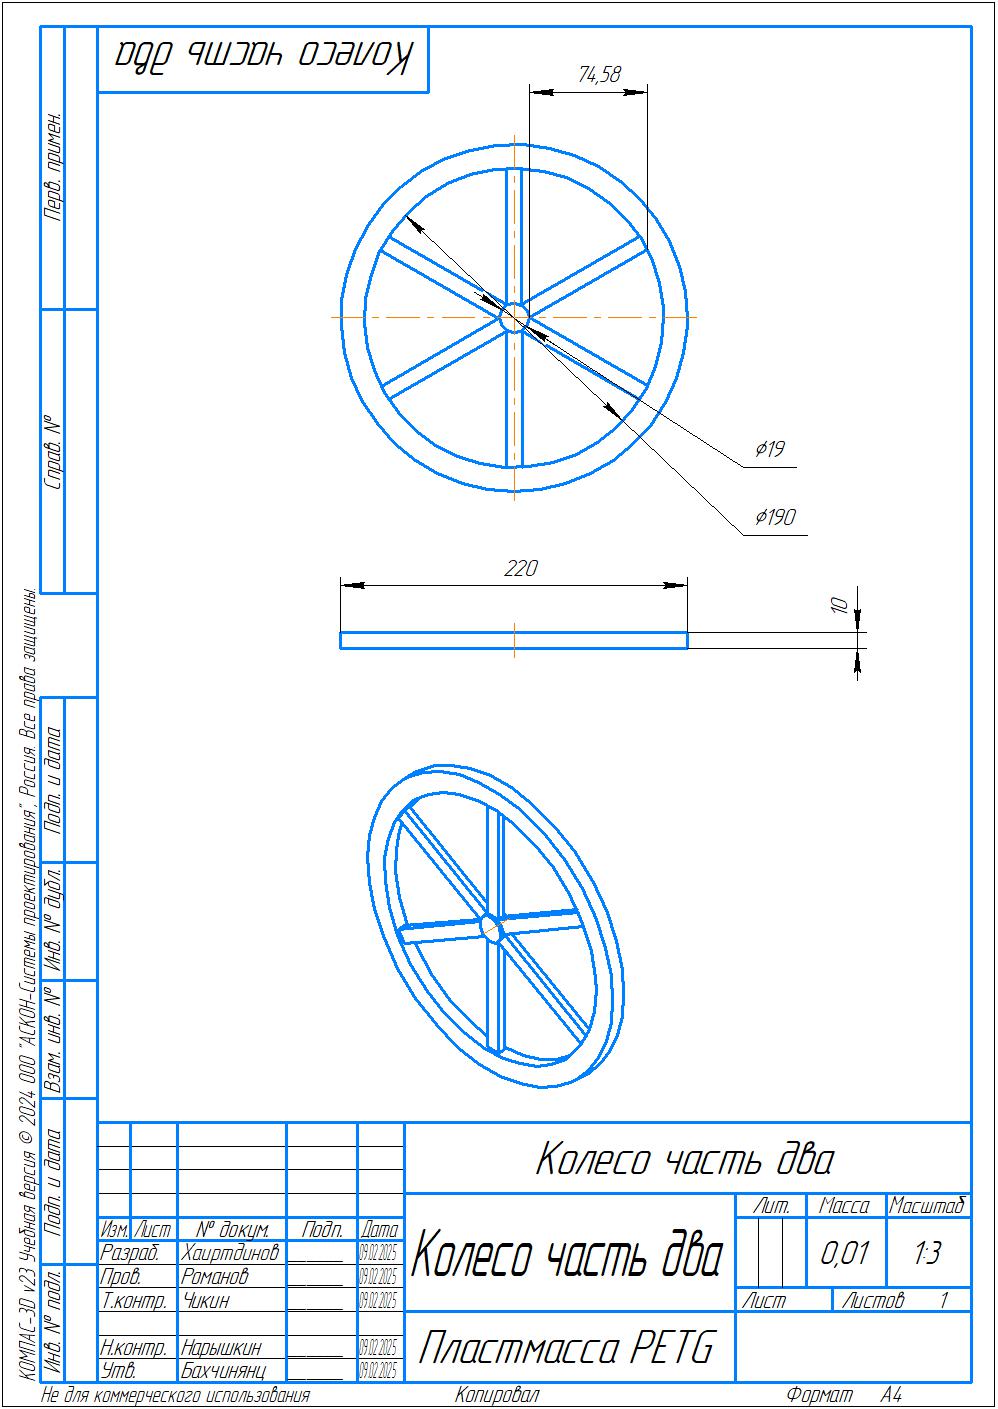 Колесо часть два
74,58
Перв. примен.
Справ. №
⌀19
⌀190
220
10
КОМПАС-3D v23 Учебная версия © 2024 ООО "АСКОН-Системы проектирования", Россия. Все права защищены.
Подп. и дата
Инв. № дубл.
Взам. инв. №
Подп. и дата
Инв. № подл.
Колесо часть два
Лит. Масса Масштаб
Изм. Лист № докум. Подп. Дата
Разраб. Хаиртдинов 09.02.2025
Колесо часть два
0,01 1:3
Пров. Романов 09.02.2025
Т.контр. Чикин 09.02.2025
Лист Листов 1
Н.контр. Нарышкин 09.02.2025
Пластмасса PETG
Утв. Бахчинянц 09.02.2025
Не для коммерческого использования Копировал Формат А4